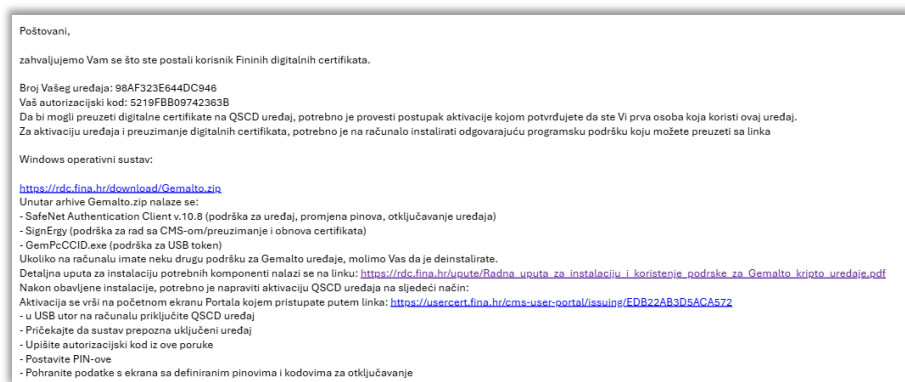 Poštovani,
zahvaljujemo Vam se što ste postali korisnik Fininih digitalnih certifikata.
Broj Vašeg uređaja: 98AF323E644DC946
Vaš autorizacijski kod: 5219FBB09742363B
Da bi mogli preuzeti digitalne certifikate na QSCD uređaj, potrebno je provesti postupak aktivacije kojom potvrđujete da ste Vi prva osoba koja koristi ovaj uređaj.
Za aktivaciju uređaja i preuzimanje digitalnih certifikata, potrebno je na računalo instalirati odgovarajuću programsku podršku koju možete preuzeti sa linka
Windows operativni sustav:
https://rdc.fina.hr/download/Gemalto.zip
Unutar arhive Gemalto.zip nalaze se:
- SafeNet Authentication Client v.10.8 (podrška za uređaj, promjena pinova, otključavanje uređaja)
- SignErgy (podrška za rad sa CMS-om/preuzimanje i obnova certifikata)
- GemPcCCID.exe (podrška za USB token)
Ukoliko na računalu imate neku drugu podršku za Gemalto uređaje, molimo Vas da je deinstalirate.
Detaljna uputa za instalaciju potrebnih komponenti nalazi se na linku: https://rdc.fina.hr/upute/Radna_uputa_za_instalaciju_i_koristenje_podrske_za_Gemalto_kripto_uredaje.pdf
Nakon obavljene instalacije, potrebno je napraviti aktivaciju QSCD uređaja na sljedeći način:
Aktivacija se vrši na početnom ekranu Portala kojem pristupate putem linka: https://usercert.fina.hr/cms-user-portal/issuing/EDB22AB3D5ACA572
- u USB utor na računalu priključite QSCD uređaj
- Pričekajte da sustav prepozna uključeni uređaj
- Upišite autorizacijski kod iz ove poruke
- Postavite PIN-ove
- Pohranite podatke s ekrana sa definiranim pinovima i kodovima za otključavanje